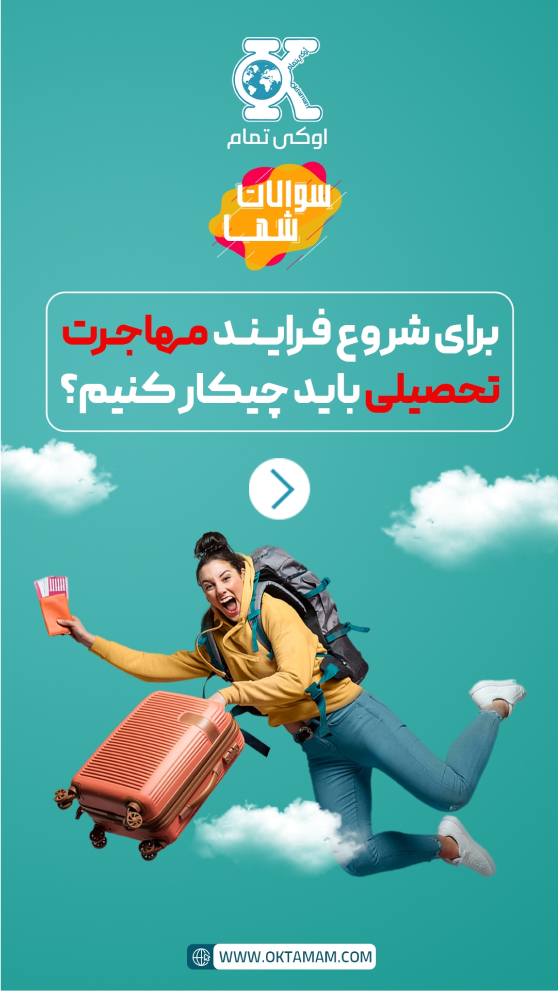 اوکی تمام
سوالات
شما
برای شروع فرایند مهاجرت
تحصیلی باید چیکار کنیم؟
WWW.OKTAMAM.COM